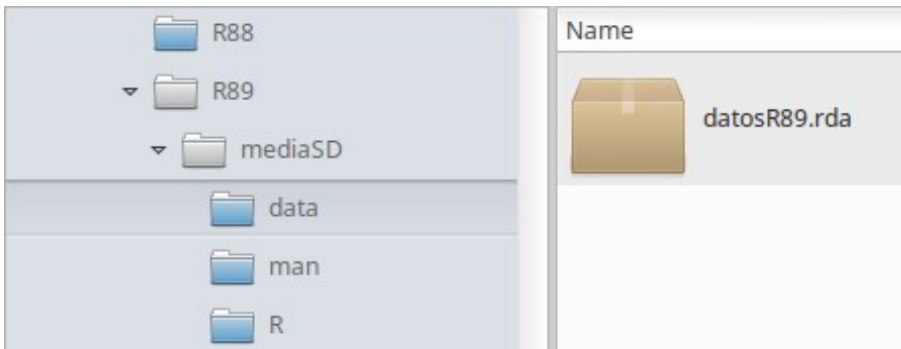 R88
R89
mediaSD
data
man
R
Name
datosR89.rda